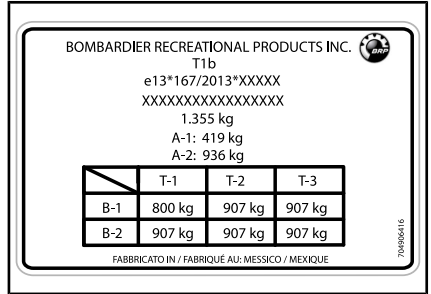 BOMBARDIER RECREATIONAL PRODUCTS INC. BRP
T1b
e13*167/2013*XXXXX
XXXXXXXXXXXXXXXXX
1.355 kg
A-1: 419 kg
A-2: 936 kg
T-1 T-2 T-3
B-1 800 kg 907 kg 907 kg
B-2 907 kg 907 kg 907 kg
704906416
FABBRICATO IN / FABRIQUÉ AU: MESSICO / MEXIQUE